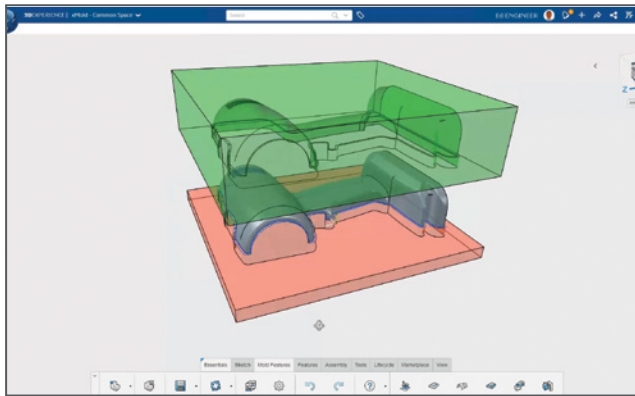 3DEXPERIENCE | xMold - Common Space
Search
Essentials Sketch Mold Features Features Assembly Tools Lifecycle Marketplace View
Z